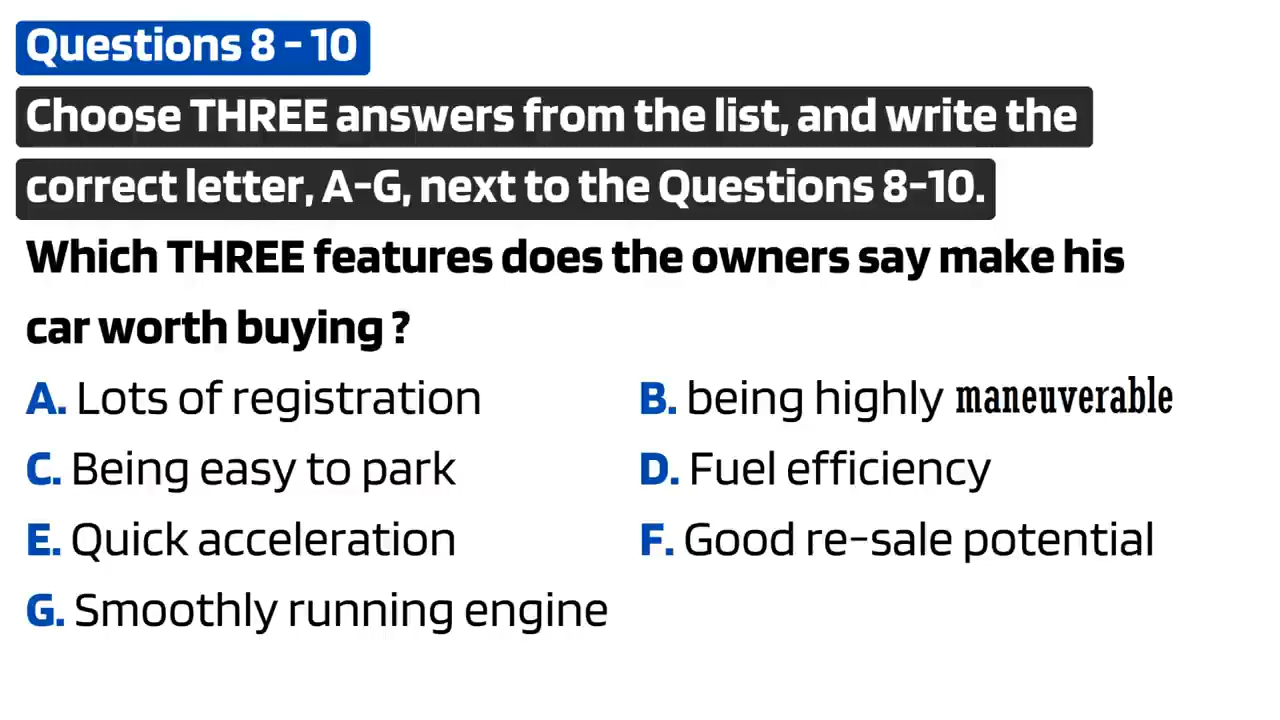 Questions 8 - 10
Choose THREE answers from the list, and write the
correct letter, A-G, next to the Questions 8-10.
Which THREE features does the owners say make his
car worth buying ?
A. Lots of registration B. being highly maneuverable
C. Being easy to park D. Fuel efficiency
E. Quick acceleration F. Good re-sale potential
G. Smoothly running engine